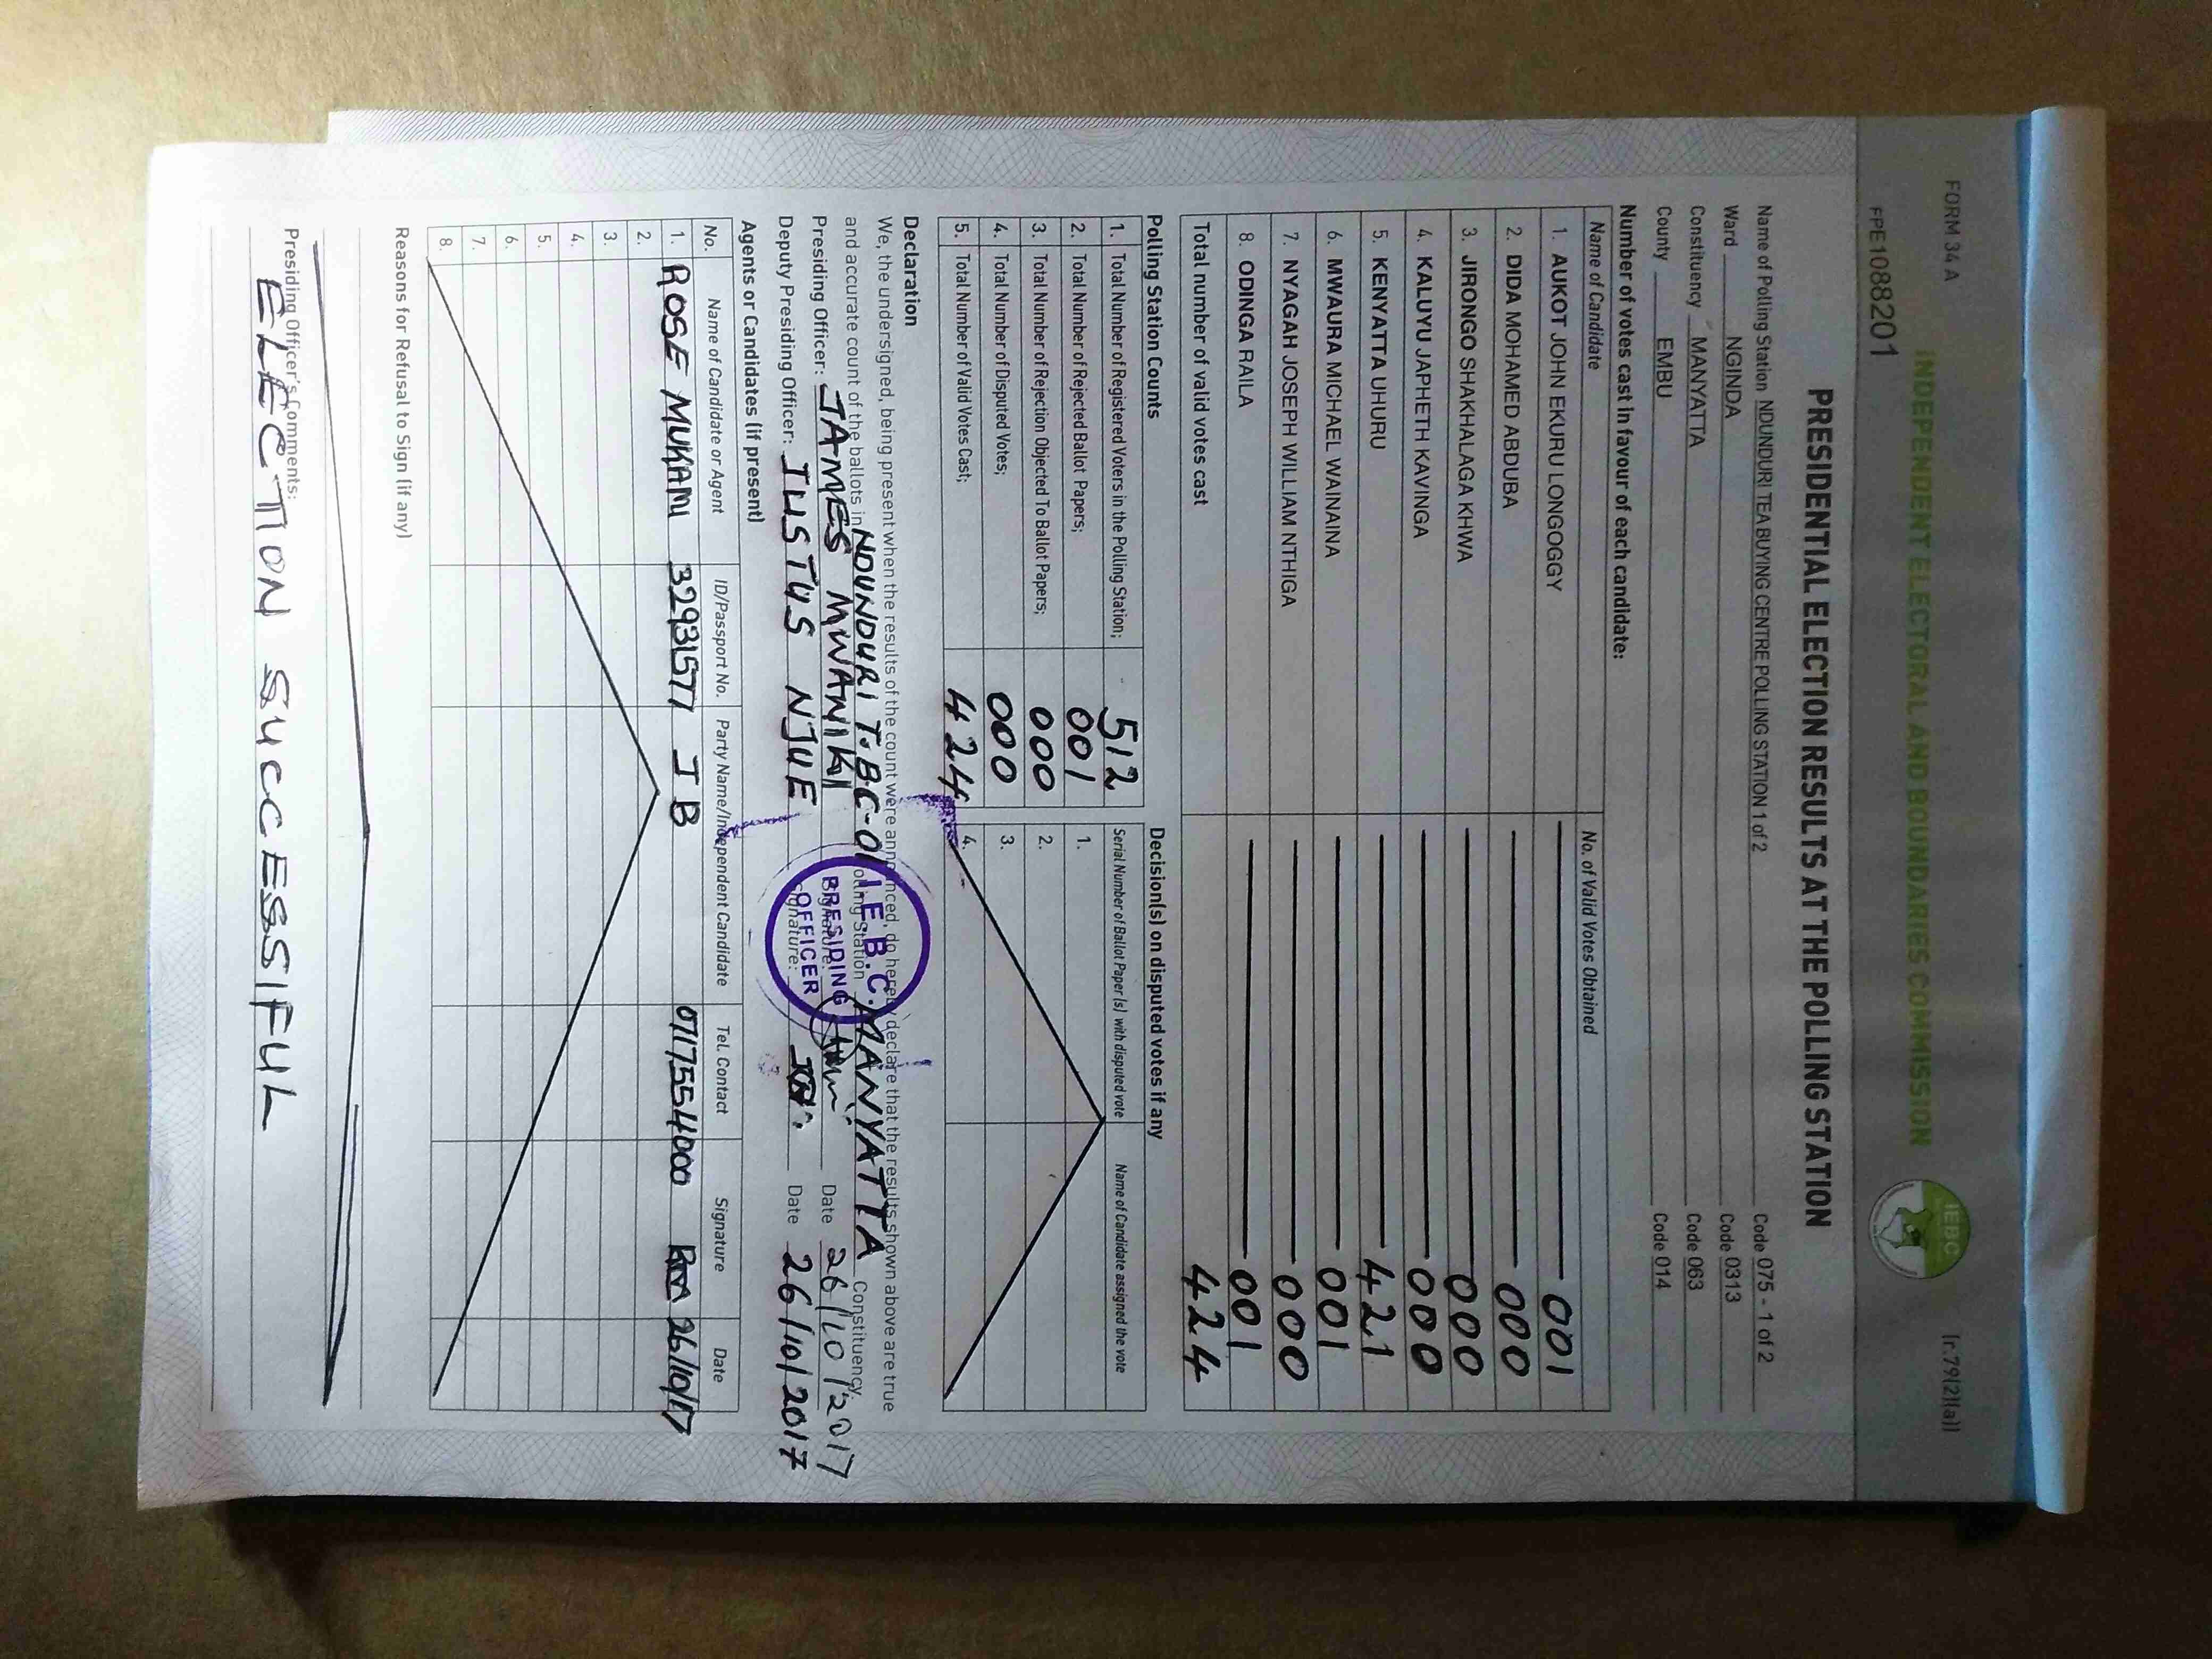 FORM 34 A
(r.79(2)(a))
INDEPENDENT ELECTORAL AND BOUNDARIES COMMISSION
IEBC
PPE1088201
PRESIDENTIAL ELECTION RESULTS AT THE POLLING STATION
Name of Polling Station NDUNDURI TEA BUYING CENTRE POLLING STATION 1 of 2 Code 075 - 1 of 2
Ward NGINDA Code 0313
Constituency MANYATTA Code 063
County EMBU Code 014
Number of votes cast in favour of each candidate:
Name of Candidate No. of Valid Votes Obtained
1. AUKOT JOHN EKURU LONGOGGY 001
2. DIDA MOHAMED ABDUBA 000
3. JIRONGO SHAKHALAGA KHWA 000
4. KALUYU JAPHETH KAVINGA 000
5. KENYATTA UHURU 421
6. MWAURA MICHAEL WAINAINA 001
7. NYAGAH JOSEPH WILLIAM NTHIGA 000
8. ODINGA RAILA 001
Total number of valid votes cast 424
Polling Station Counts Decision(s) on disputed votes if any
1. Total Number of Registered Voters in the Polling Station; 512 Serial Number of Ballot Paper (s) with disputed vote Name of Candidate assigned the vote
2. Total Number of Rejected Ballot Papers; 001 1.
3. Total Number of Rejection Objected To Ballot Papers; 000 2.
4. Total Number of Disputed Votes; 000 3.
5. Total Number of Valid Votes Cast; 424 4.
Declaration
We, the undersigned, being present when the results of the count were announced, do hereby declare that the results shown above are true
and accurate count of the ballots in NDUNDURI T.BC-01 Polling Station MANYATTA Constituency.
Presiding Officer: JAMES MWANIKI Signature: Date 26/10/2017
Deputy Presiding Officer: ILISTUS NJUE Signature: Date 26/10/2017
I.E.B.C.
PRESIDING
OFFICER
Agents or Candidates (if present)
No. Name of Candidate or Agent ID/Passport No. Party Name/Independent Candidate Tel. Contact Signature Date
1. ROSE MUKAMI 32931577 J B 0717554000 RM 26/10/17
2.
3.
4.
5.
6.
7.
8.
Reasons for Refusal to Sign (if any)
Presiding Officer's Comments:
ELECTION SUCCESSIFUL